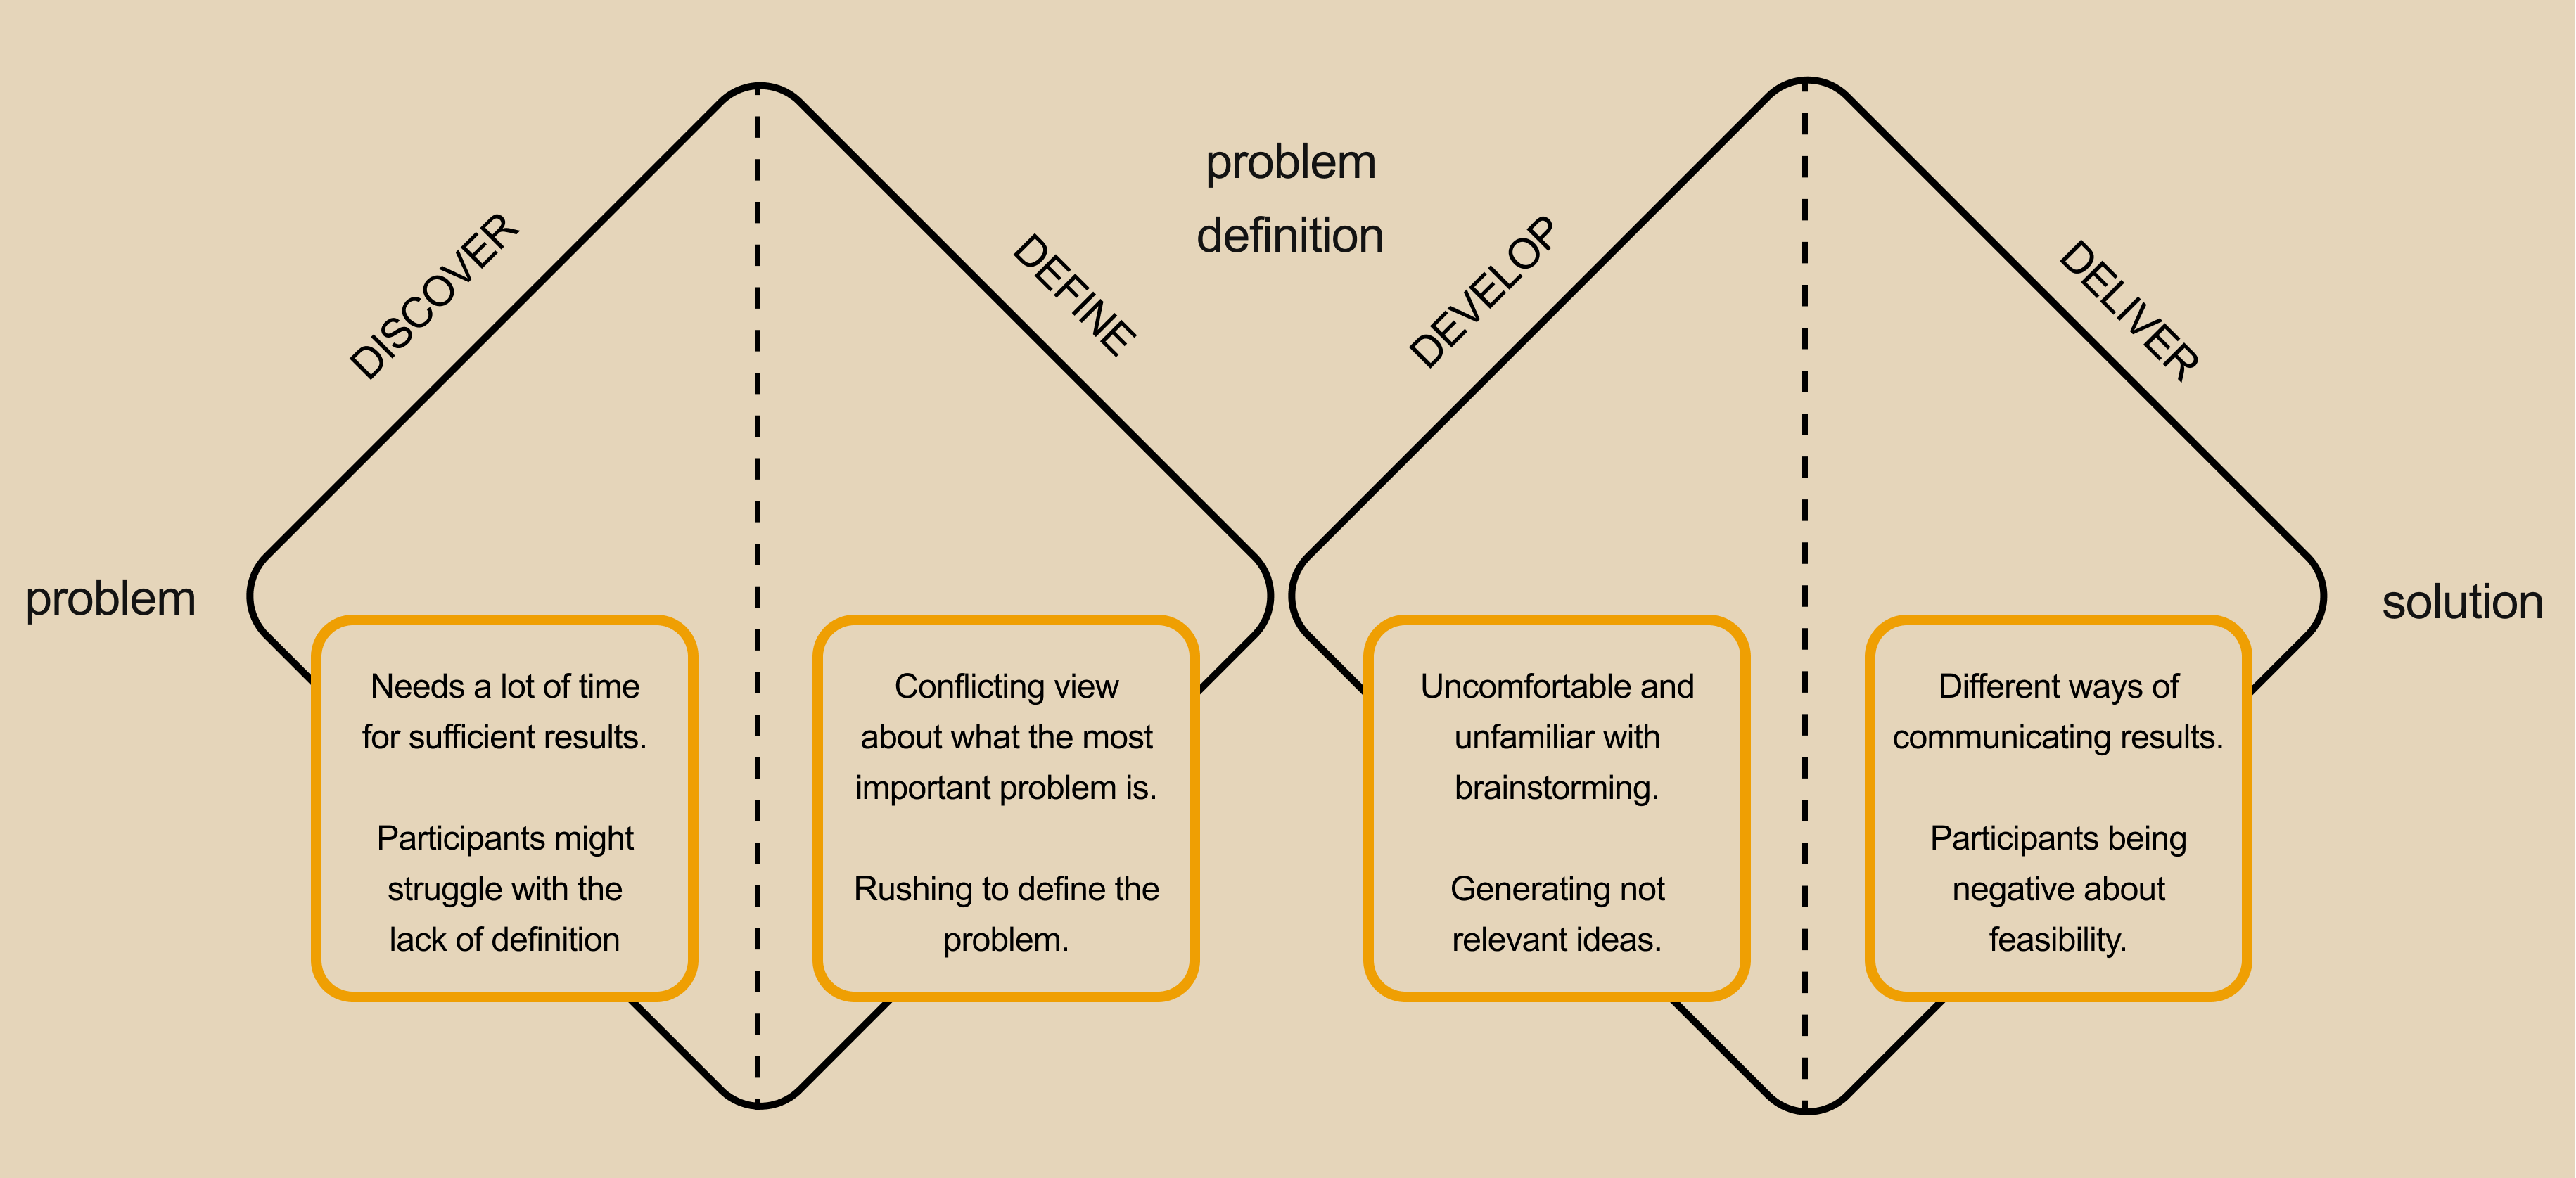 problem
definition
DISCOVER
DEFINE
DEVELOP
DELIVER
problem
solution
Needs a lot of time
for sufficient results.
Participants might
struggle with the
lack of definition
Conflicting view
about what the most
important problem is.
Rushing to define the
problem.
Uncomfortable and
unfamiliar with
brainstorming.
Generating not
relevant ideas.
Different ways of
communicating results.
Participants being
negative about
feasibility.